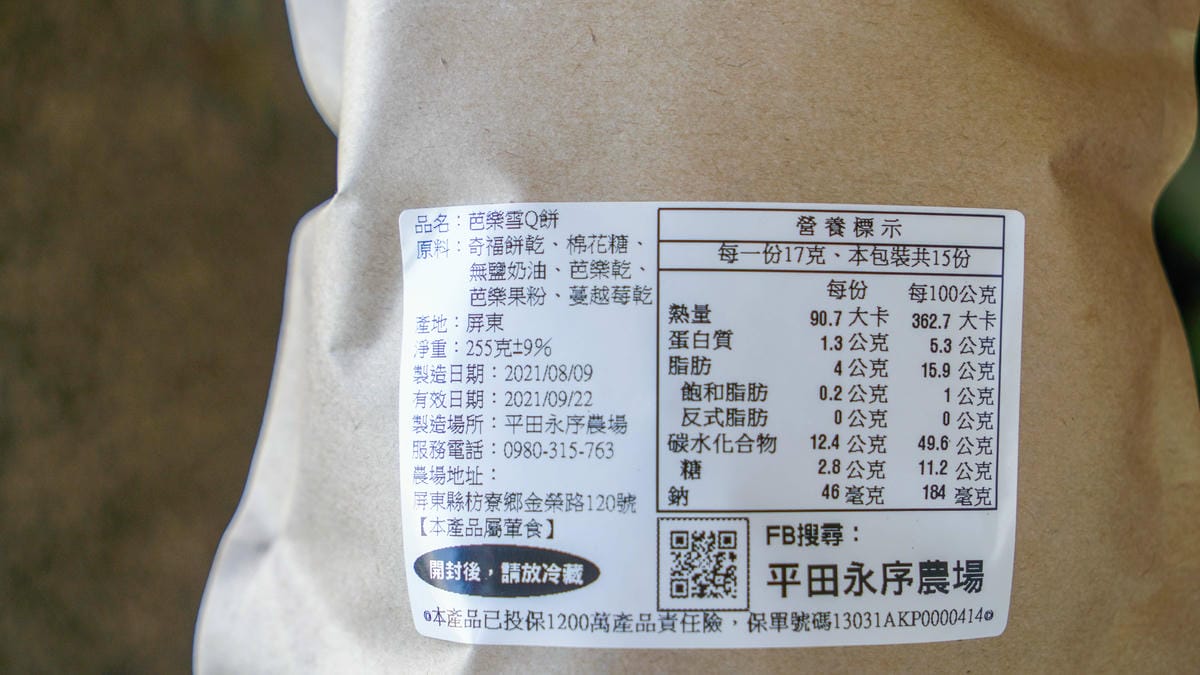 品名：芭樂雪Q餅
原料：奇福餅乾、棉花糖、
無鹽奶油、芭樂乾、
芭樂果粉、蔓越莓乾
產地：屏東
淨重：255克±9%
製造日期：2021/08/09
有效日期：2021/09/22
製造場所：平田永序農場
服務電話：0980-315-763
農場地址：
屏東縣枋寮鄉金榮路120號
【本產品屬葷食】
開封後，請放冷藏
營養標示
每一份17克、本包裝共15份
每份 每100公克
熱量 90.7 大卡 362.7 大卡
蛋白質 1.3 公克 5.3 公克
脂肪 4 公克 15.9 公克
飽和脂肪 0.2 公克 1 公克
反式脂肪 0 公克 0 公克
碳水化合物 12.4 公克 49.6 公克
糖 2.8 公克 11.2 公克
鈉 46 毫克 184 毫克
FB搜尋：
平田永序農場
本產品已投保1200萬產品責任險，保單號碼13031AKP0000414